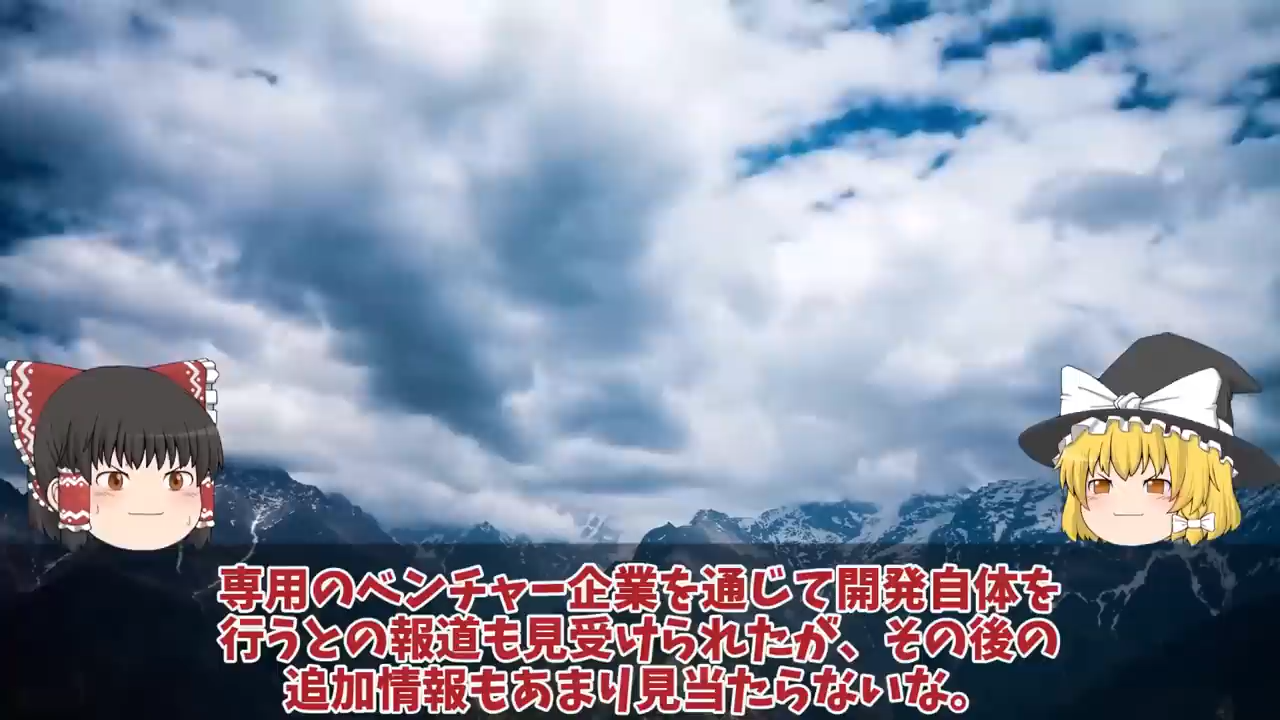 専用のベンチャー企業を通じて開発自体を
行うとの報道も見受けられたが、その後の
追加情報もあまり見当たらないな。